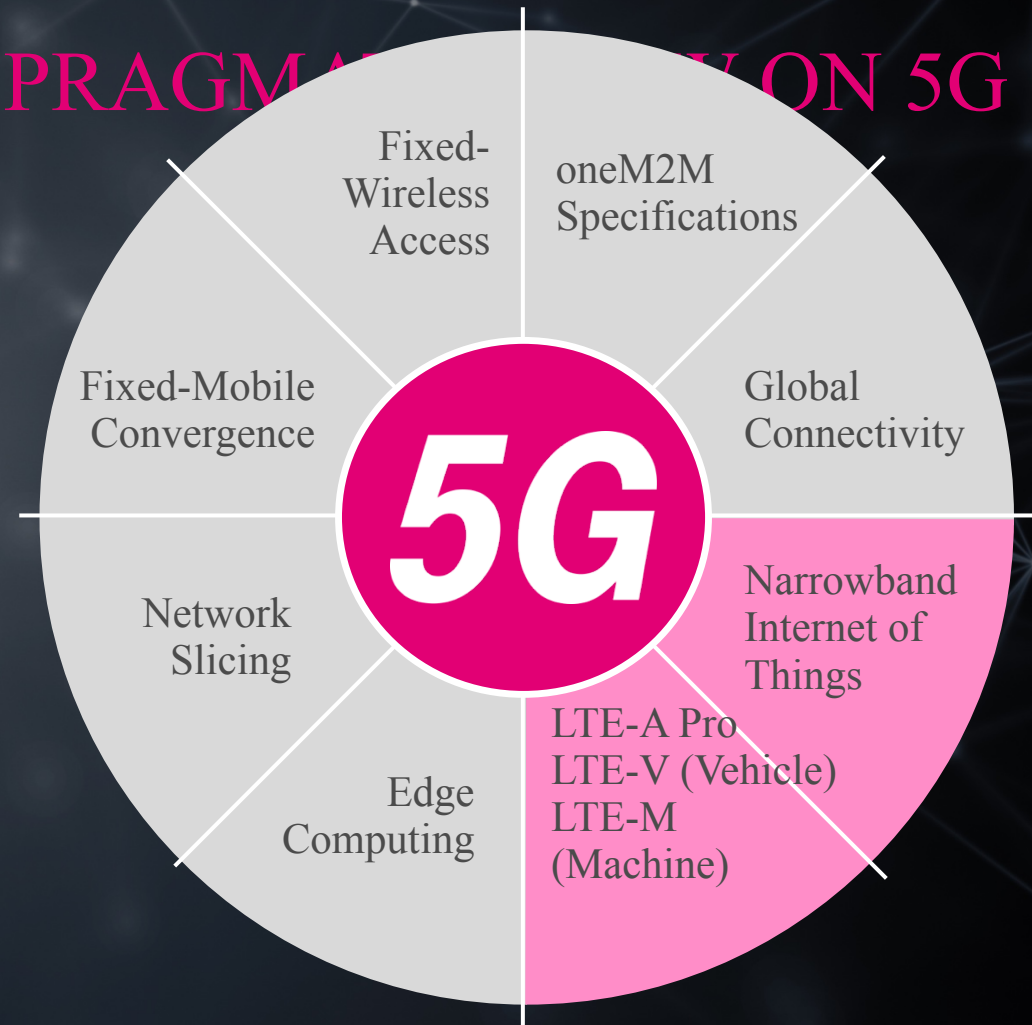 ON 5G
Fixed-
Wireless
Access
oneM2M
Specifications
Fixed-Mobile
Convergence
Global
Connectivity
5G
Network
Slicing
Narrowband
Internet of
Things
Edge
Computing
LTE-A Pro
LTE-V (Vehicle)
LTE-M
(Machine)